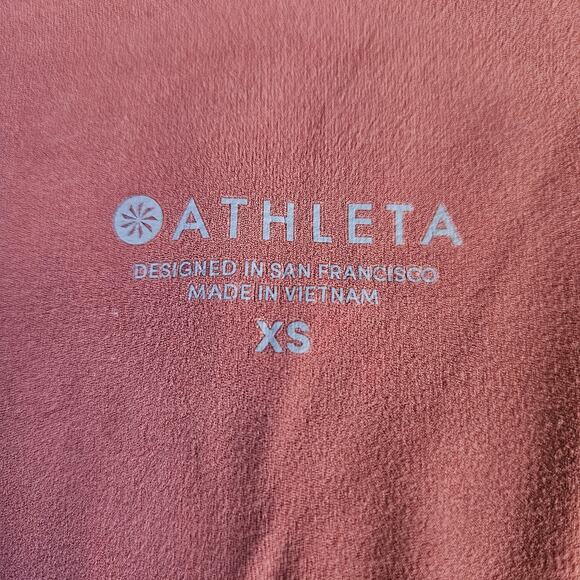 ATHLETA
DESIGNED IN SAN FRANCISCO
MADE IN VIETNAM
XS